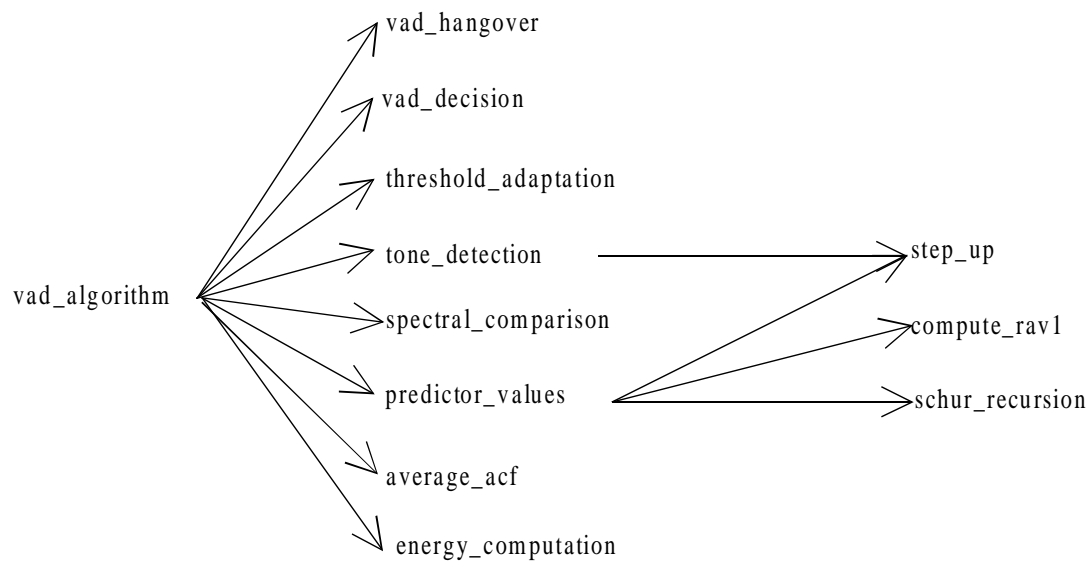 vad_hangover
vad_decision
threshold_adaptation
tone_detection
step_up
vad_algorithm
spectral_comparison
compute_rav1
predictor_values
schur_recursion
average_acf
energy_computation